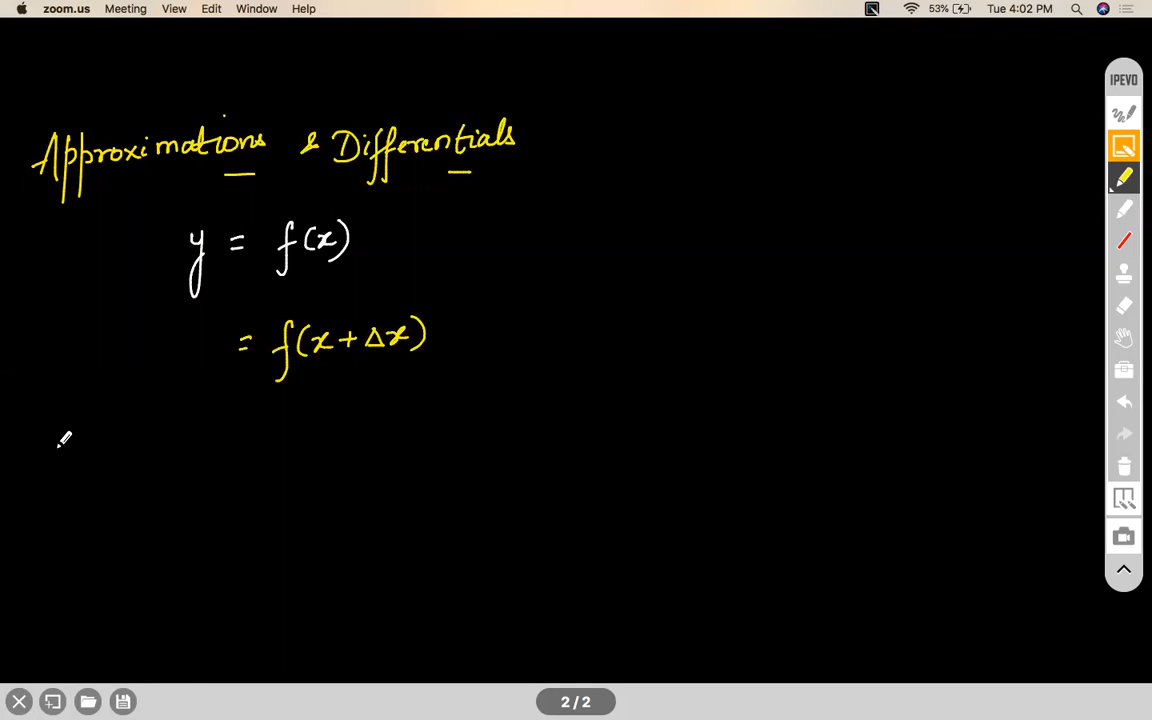 zoom.us Meeting View Edit Window Help 53% Tue 4:02 PM
IPEVO
Approximations & Differentials
y = f(x)
= f(x + Δx)
2/2